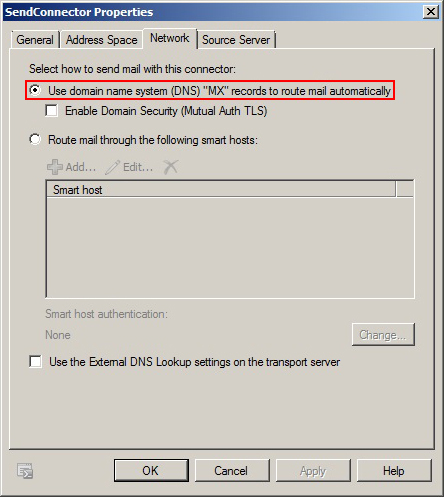 SendConnector Properties
General Address Space Network Source Server
Select how to send mail with this connector:
Use domain name system (DNS) "MX" records to route mail automatically
Enable Domain Security (Mutual Auth TLS)
Route mail through the following smart hosts:
Add... Edit...
Smart host
Smart host authentication:
None Change...
Use the External DNS Lookup settings on the transport server
OK Cancel Apply Help